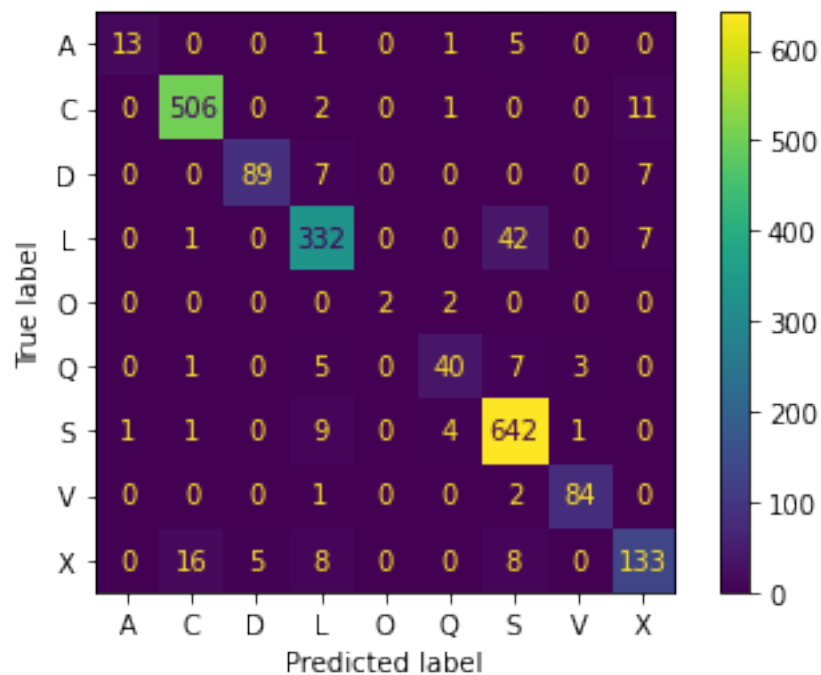 A 13 0 0 1 0 1 5 0 0
C 0 506 0 2 0 1 0 0 11
D 0 0 89 7 0 0 0 0 7
L 0 1 0 332 0 0 42 0 7
O 0 0 0 0 2 2 0 0 0
Q 0 1 0 5 0 40 7 3 0
S 1 1 0 9 0 4 642 1 0
V 0 0 0 1 0 0 2 84 0
X 0 16 5 8 0 0 8 0 133
A C D L O Q S V X
Predicted label
True label
600
500
400
300
200
100
0